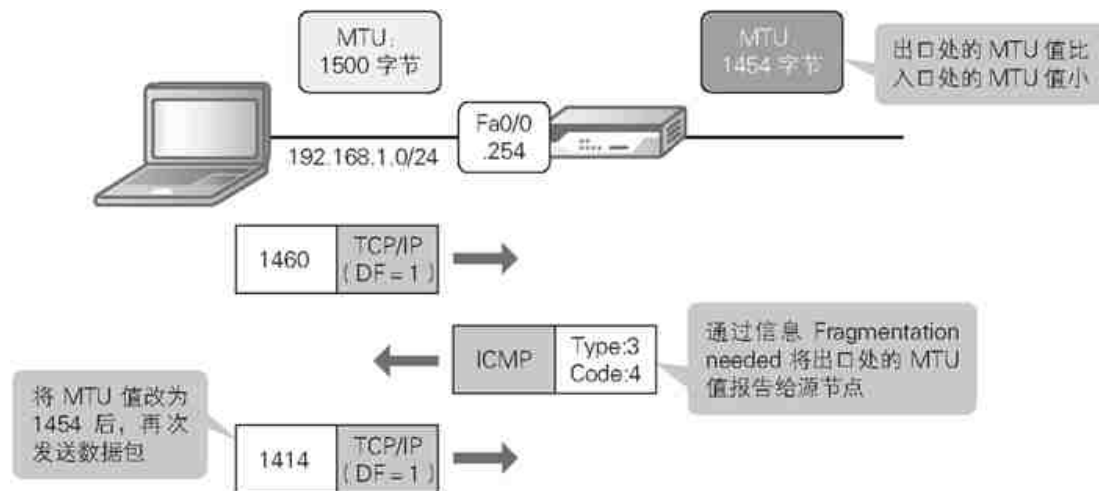 MTU:
1500 字节
MTU
1454 字节
出口处的 MTU 值比
入口处的 MTU 值小
Fa0/0
.254
192.168.1.0/24
1460
TCP/IP
(DF=1)
ICMP
Type:3
Code:4
通过信息 Fragmentation
needed 将出口处的 MTU
值报告给源节点
将 MTU 值改为
1454 后，再次
发送数据包
1414
TCP/IP
(DF=1)